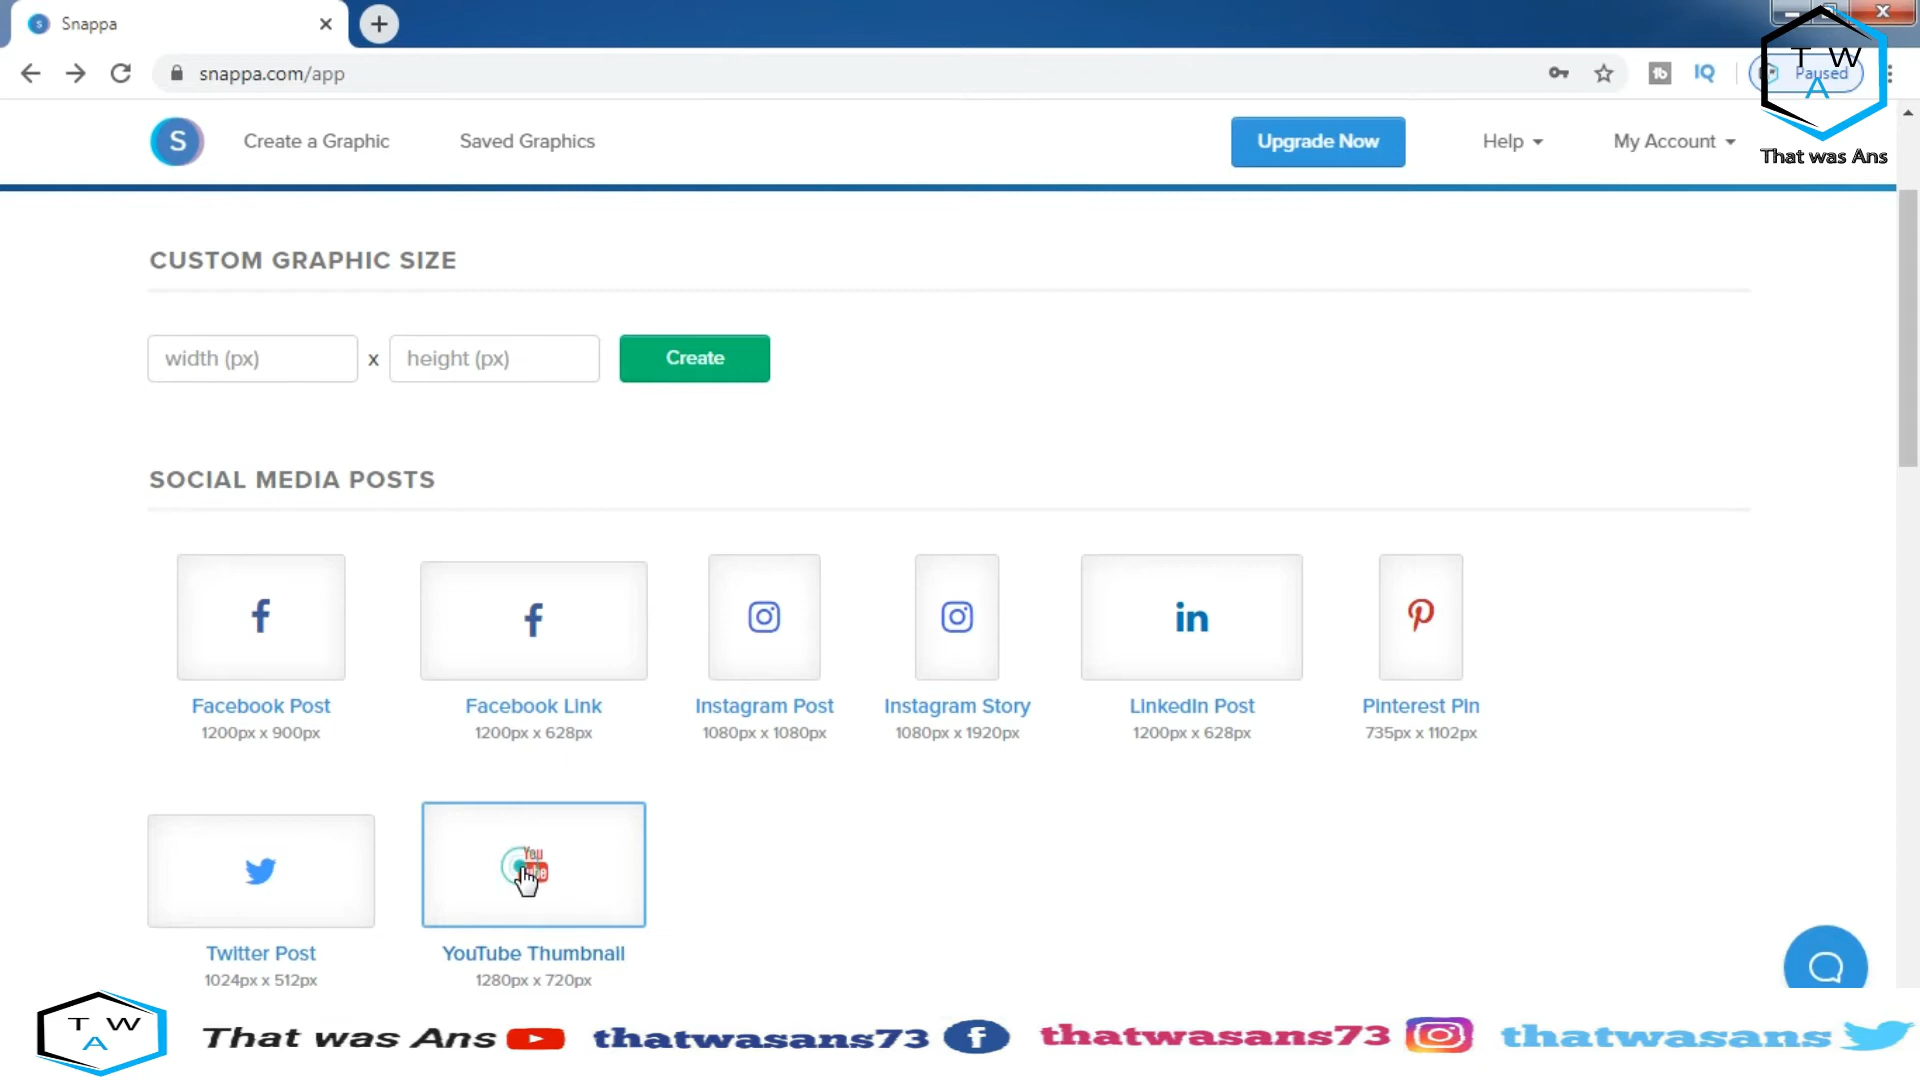 Snappa
snappa.com/app
IQ
Paused
T W
A
That was Ans
S
Create a Graphic
Saved Graphics
Upgrade Now
Help
My Account
CUSTOM GRAPHIC SIZE
width (px)
x
height (px)
Create
SOCIAL MEDIA POSTS
Facebook Post
1200px x 900px
Facebook Link
1200px x 628px
Instagram Post
1080px x 1080px
Instagram Story
1080px x 1920px
in
LinkedIn Post
1200px x 628px
Pinterest Pin
735px x 1102px
Twitter Post
1024px x 512px
You
YouTube Thumbnail
1280px x 720px
T W
A
That was Ans
thatwasans73
thatwasans73
thatwasans